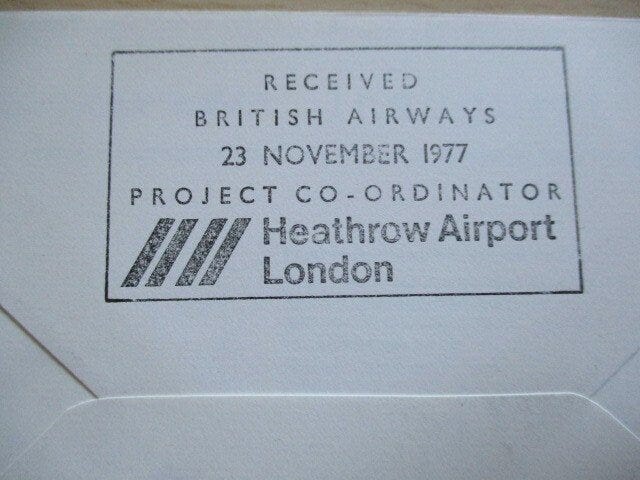 RECEIVED
BRITISH AIRWAYS
23 NOVEMBER 1977
PROJECT CO-ORDINATOR
Heathrow Airport
London